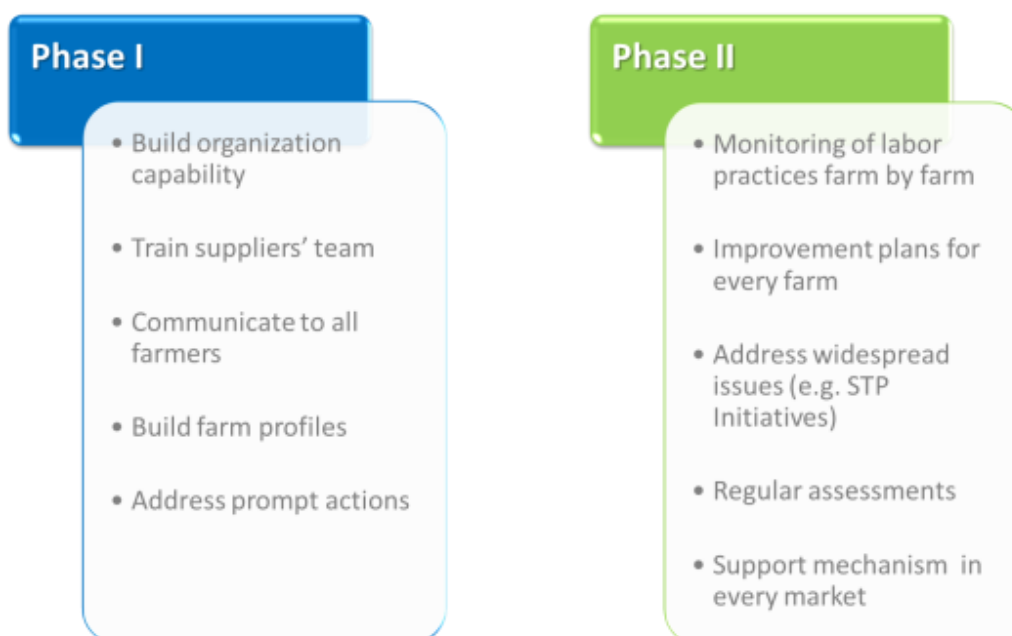 Phase I
• Build organization
capability
• Train suppliers’ team
• Communicate to all
farmers
• Build farm profiles
• Address prompt actions
Phase II
• Monitoring of labor
practices farm by farm
• Improvement plans for
every farm
• Address widespread
issues (e.g. STP
Initiatives)
• Regular assessments
• Support mechanism in
every market